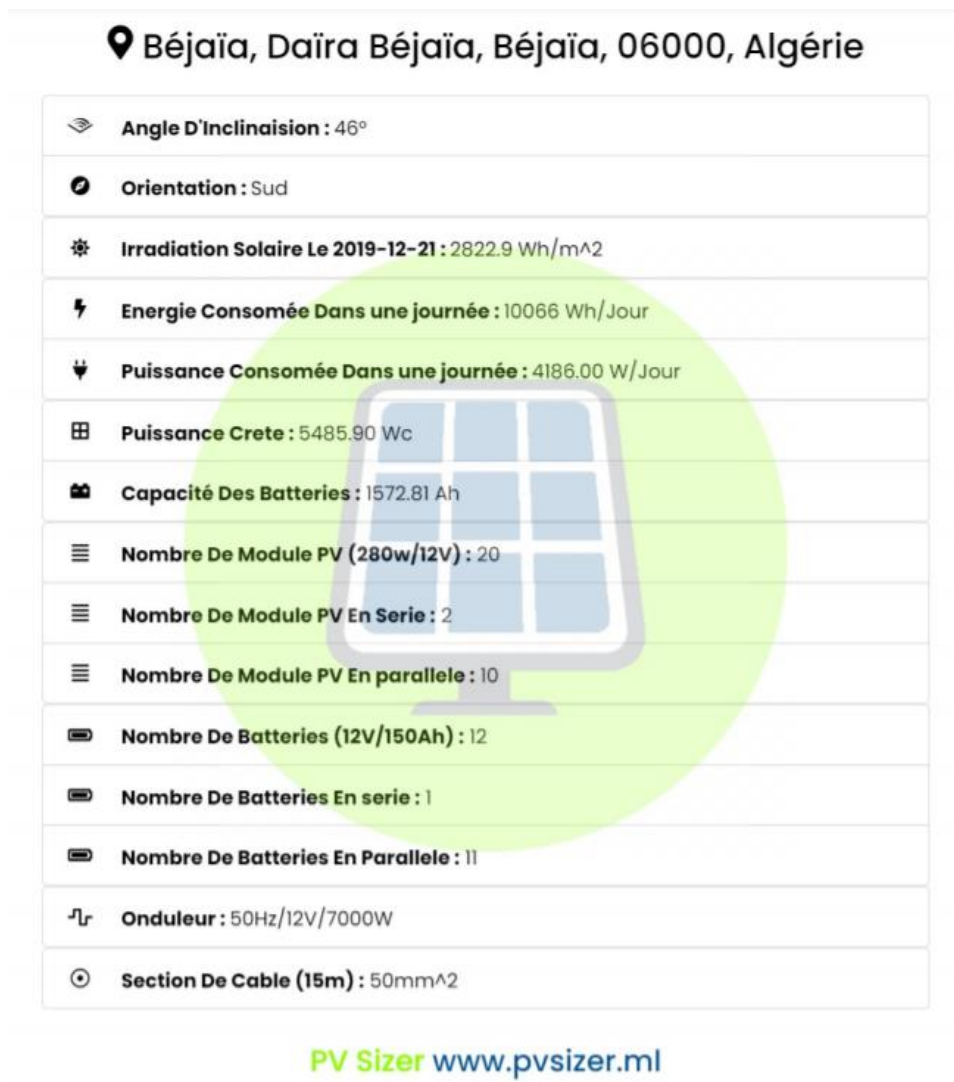 Béjaïa, Daïra Béjaïa, Béjaïa, 06000, Algérie
Angle D'Inclinaision : 46°
Orientation : Sud
Irradiation Solaire Le 2019-12-21 : 2822.9 Wh/m^2
Energie Consomée Dans une journée : 10066 Wh/Jour
Puissance Consomée Dans une journée : 4186.00 W/Jour
Puissance Crete : 5485.90 Wc
Capacité Des Batteries : 1572.81 Ah
Nombre De Module PV (280w/12V) : 20
Nombre De Module PV En Serie : 2
Nombre De Module PV En parallele : 10
Nombre De Batteries (12V/150Ah) : 12
Nombre De Batteries En serie : 1
Nombre De Batteries En Parallele : 11
Onduleur : 50Hz/12V/7000W
Section De Cable (15m) : 50mm^2
PV Sizer www.pvsizer.ml